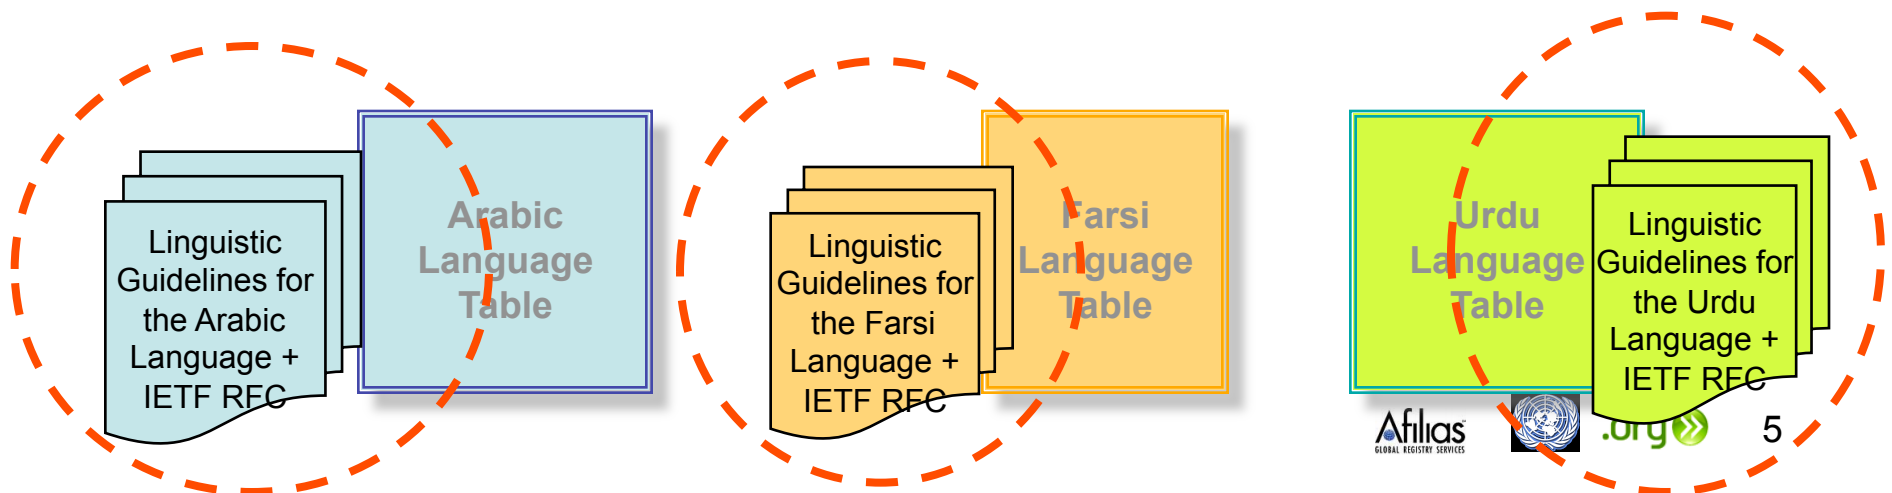 Linguistic
Guidelines for
the Arabic
Language +
IETF RFC
Arabic
Language
Table
Linguistic
Guidelines for
the Farsi
Language +
IETF RFC
Farsi
Language
Table
Urdu
Language
Table
Linguistic
Guidelines for
the Urdu
Language +
IETF RFC
Afilias
GLOBAL REGISTRY SERVICES
.org
5